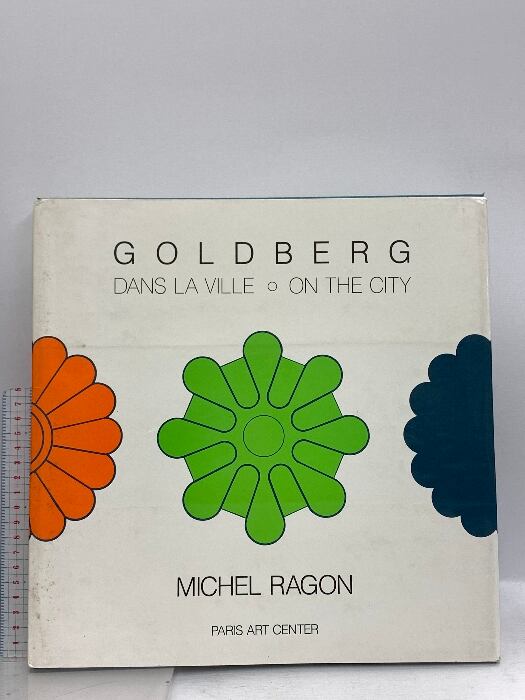 GOLDBERG
DANS LA VILLE ○ ON THE CITY
MICHEL RAGON
PARIS ART CENTER